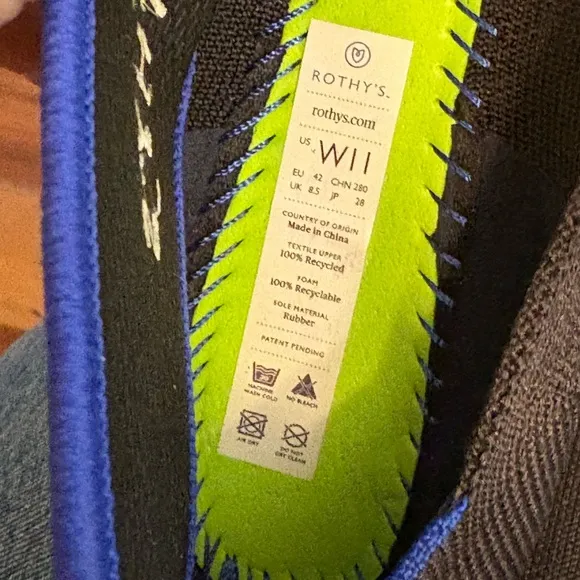 ROTHY'S
rothys.com
US W11
EU 42 CHN 280
UK 8.5 JP 28
COUNTRY OF ORIGIN
Made in China
TEXTILE UPPER
100% Recycled
FOAM
100% Recyclable
SOLE MATERIAL
Rubber
PATENT PENDING
MACHINE
WASH COLD
NO BLEACH
AIR DRY
DO NOT
DRY CLEAN